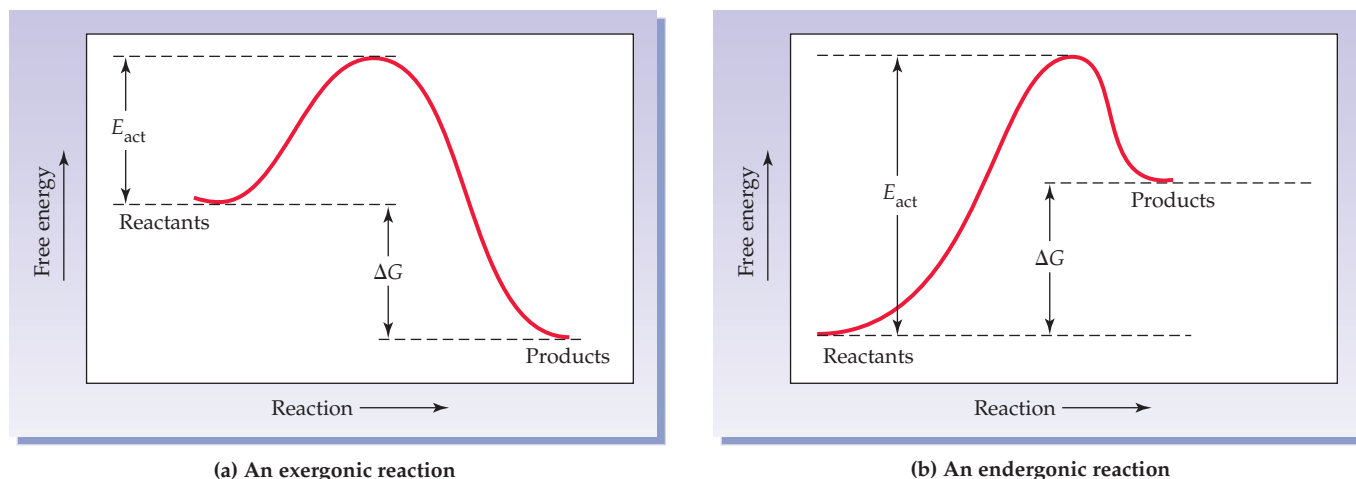 E_act
Reactants
ΔG
Products
Free energy
Reaction
(a) An exergonic reaction
E_act
ΔG
Products
Reactants
Free energy
Reaction
(b) An endergonic reaction